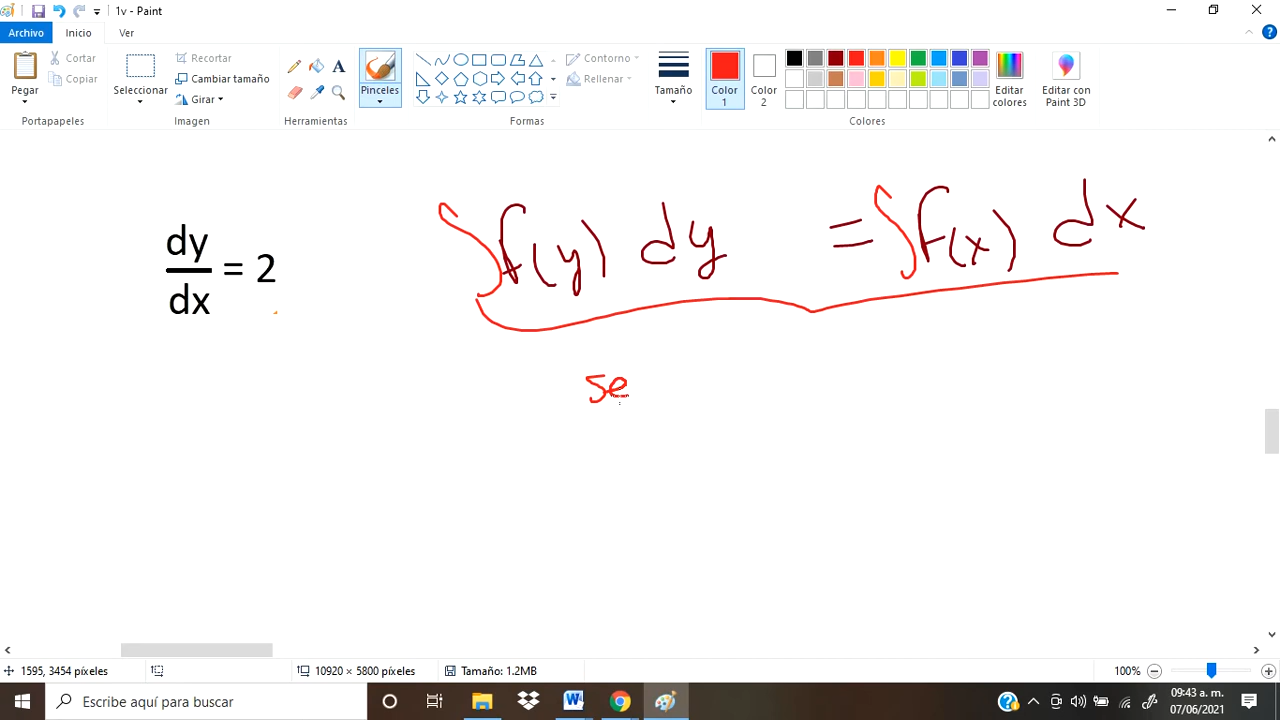 1v - Paint
Archivo Inicio Ver
Pegar
Cortar
Copiar
Portapapeles
Seleccionar
Recortar
Cambiar tamaño
Girar
Imagen
A
Herramientas
Pinceles
Contorno
Rellenar
Formas
Tamaño
Color 1
Color 2
Editar colores
Editar con Paint 3D
Colores
dy/dx = 2
∫ f(y) dy = ∫ f(x) dx
se
1595, 3454 píxeles
10920 × 5800 píxeles
Tamaño: 1.2MB
100%
Escribe aquí para buscar
09:43 a. m.
07/06/2021